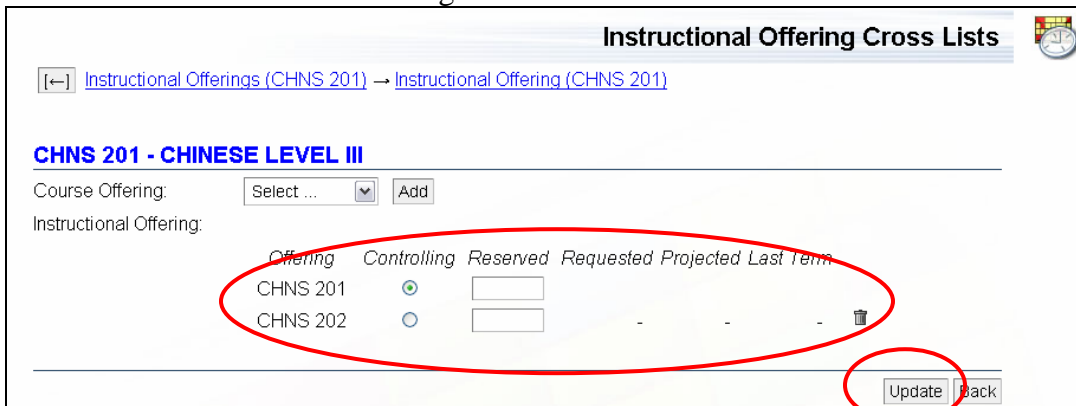 Instructional Offering Cross Lists
[←] Instructional Offerings (CHNS 201) → Instructional Offering (CHNS 201)
CHNS 201 - CHINESE LEVEL III
Course Offering: Select ... Add
Instructional Offering:
Offering Controlling Reserved Requested Projected Last Term
CHNS 201
CHNS 202 - - -
Update Back